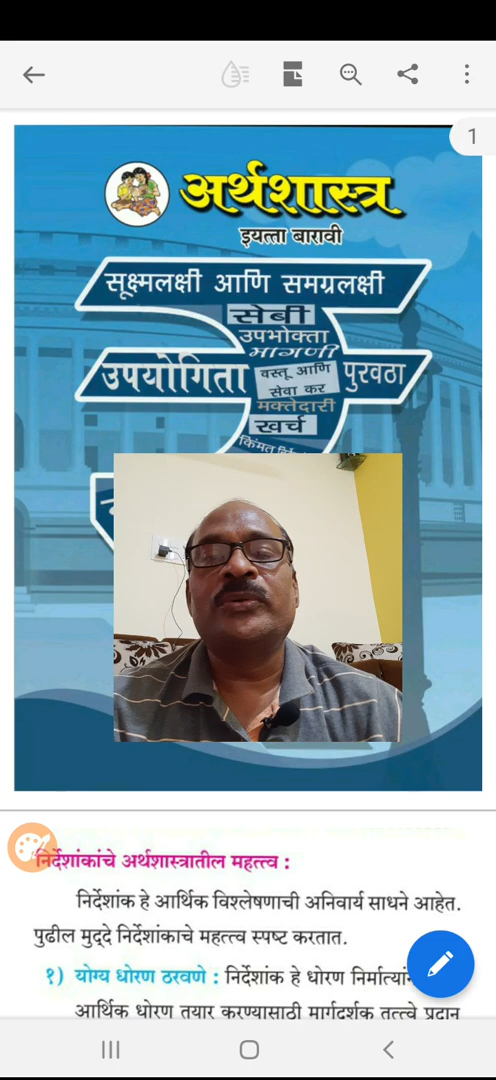 1
अर्थशास्त्र
इयत्ता बारावी
सूक्ष्मलक्षी आणि समग्रलक्षी
सेबी
उपभोक्ता
मागणी
उपयोगिता
वस्तू आणि
सेवा कर
पुरवठा
मक्तेदारी
खर्च
किंमत
निर्देशांकांचे अर्थशास्त्रातील महत्त्व :
निर्देशांक हे आर्थिक विश्लेषणाची अनिवार्य साधने आहेत.
पुढील मुद्दे निर्देशांकाचे महत्त्व स्पष्ट करतात.
१) योग्य धोरण ठरवणे : निर्देशांक हे धोरण
आर्थिक धोरण तयार करण्यासाठी मार्गदर्शक तत्त्वे प्रदान